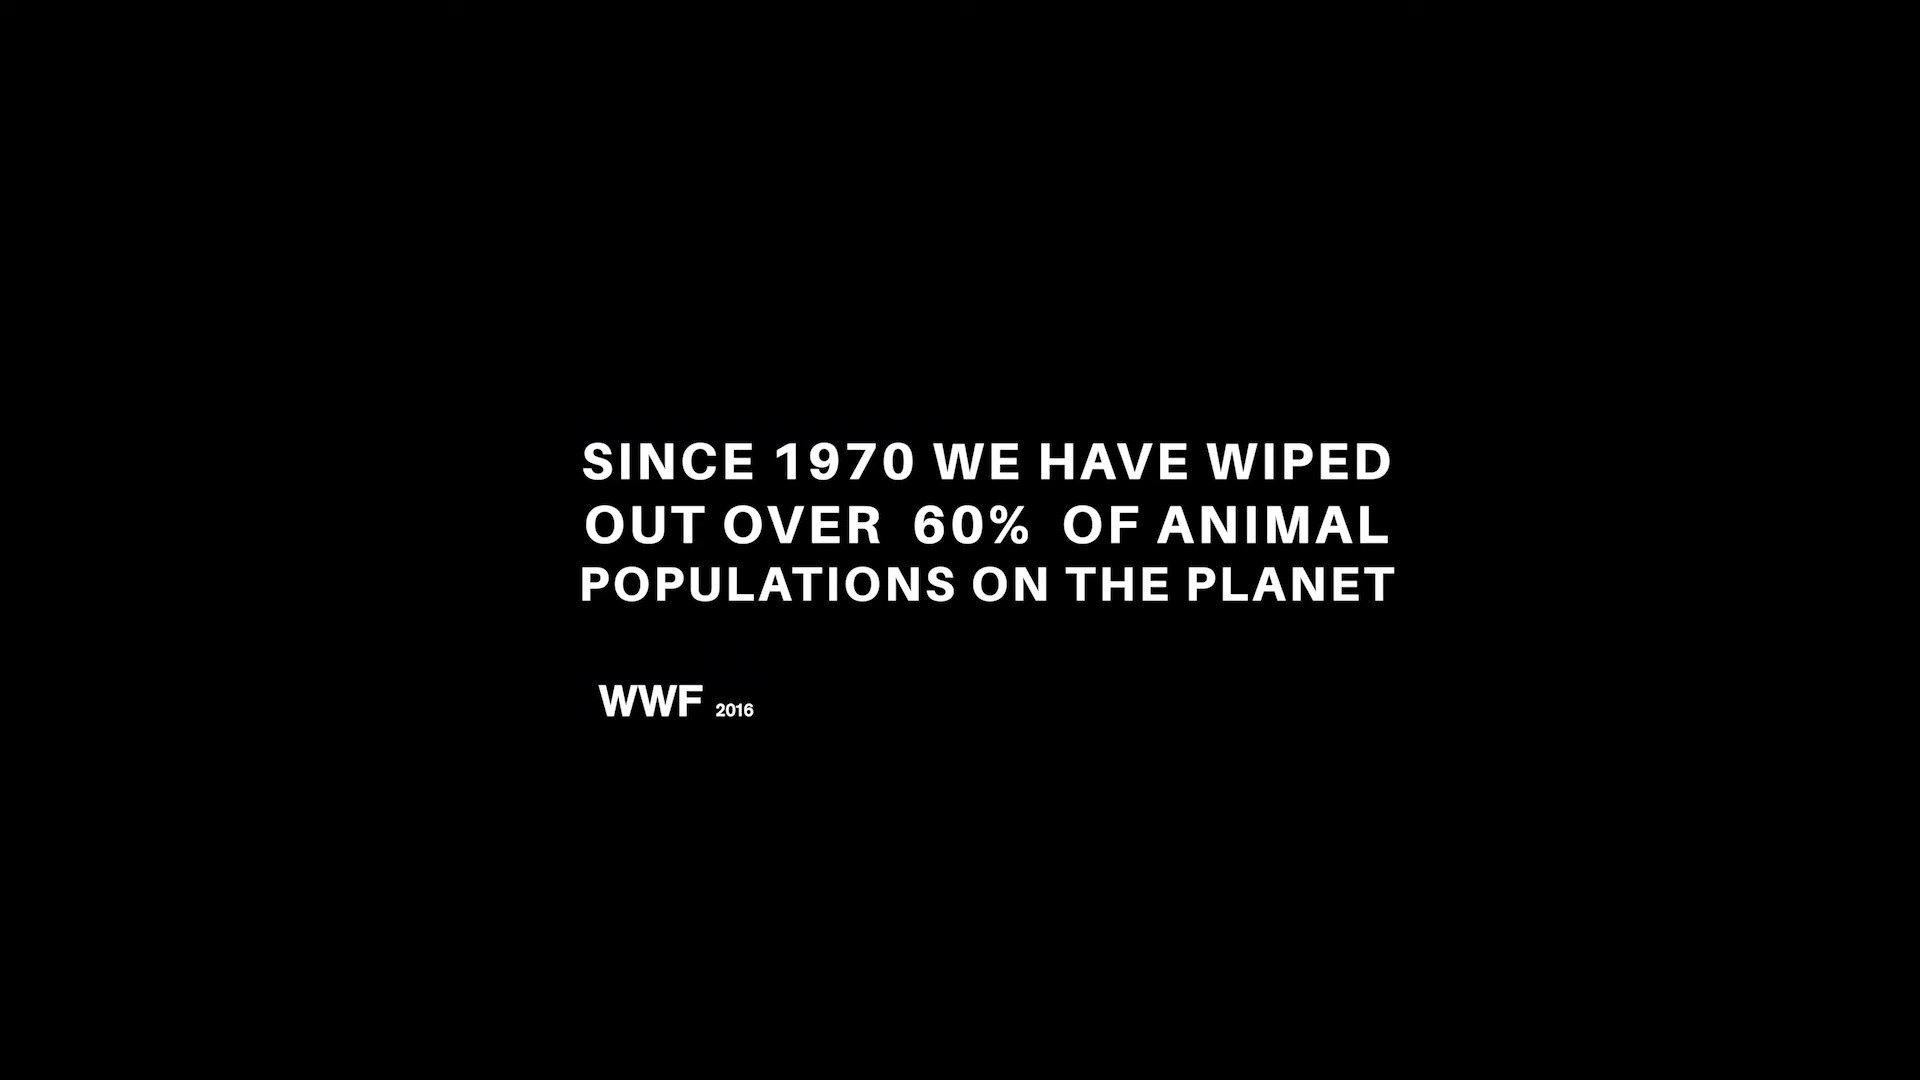 SINCE 1970 WE HAVE WIPED
OUT OVER 60% OF ANIMAL
POPULATIONS ON THE PLANET
WWF 2016